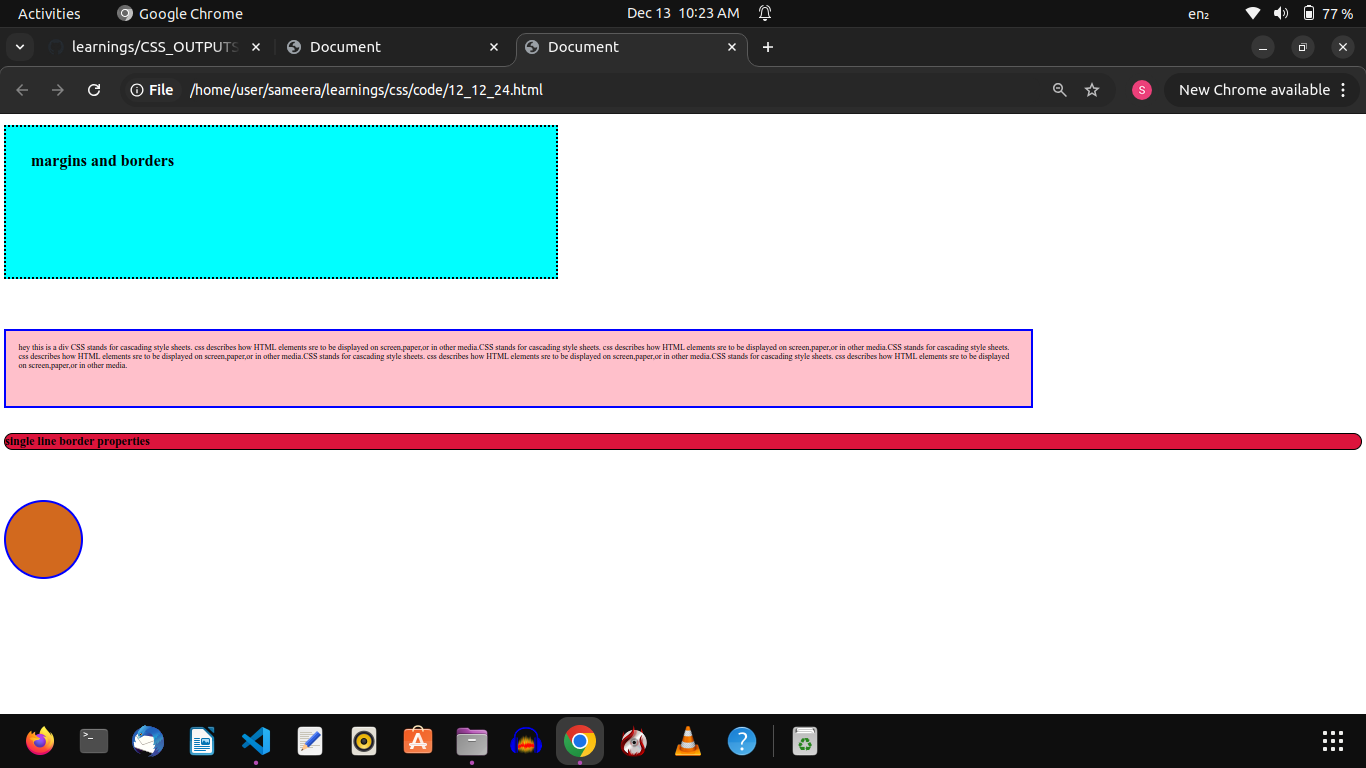 Activities Google Chrome Dec 13 10:23 AM en₂ 77 %
learnings/CSS_OUTPUTS Document Document
File /home/user/sameera/learnings/css/code/12_12_24.html S New Chrome available
margins and borders
hey this is a div CSS stands for cascading style sheets. css describes how HTML elements sre to be displayed on screen,paper,or in other media.CSS stands for cascading style sheets. css describes how HTML elements sre to be displayed on screen,paper,or in other media.CSS stands for cascading style sheets.
css describes how HTML elements sre to be displayed on screen,paper,or in other media.CSS stands for cascading style sheets. css describes how HTML elements sre to be displayed on screen,paper,or in other media.CSS stands for cascading style sheets. css describes how HTML elements sre to be displayed
on screen,paper,or in other media.
single line border properties